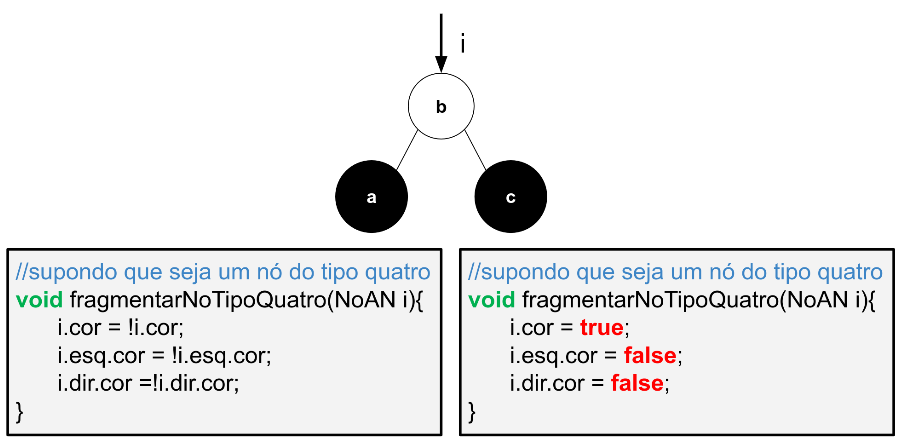 i
b
a
c
//supondo que seja um nó do tipo quatro
void fragmentarNoTipoQuatro(NoAN i){
i.cor = !i.cor;
i.esq.cor = !i.esq.cor;
i.dir.cor =!i.dir.cor;
}
//supondo que seja um nó do tipo quatro
void fragmentarNoTipoQuatro(NoAN i){
i.cor = true;
i.esq.cor = false;
i.dir.cor = false;
}